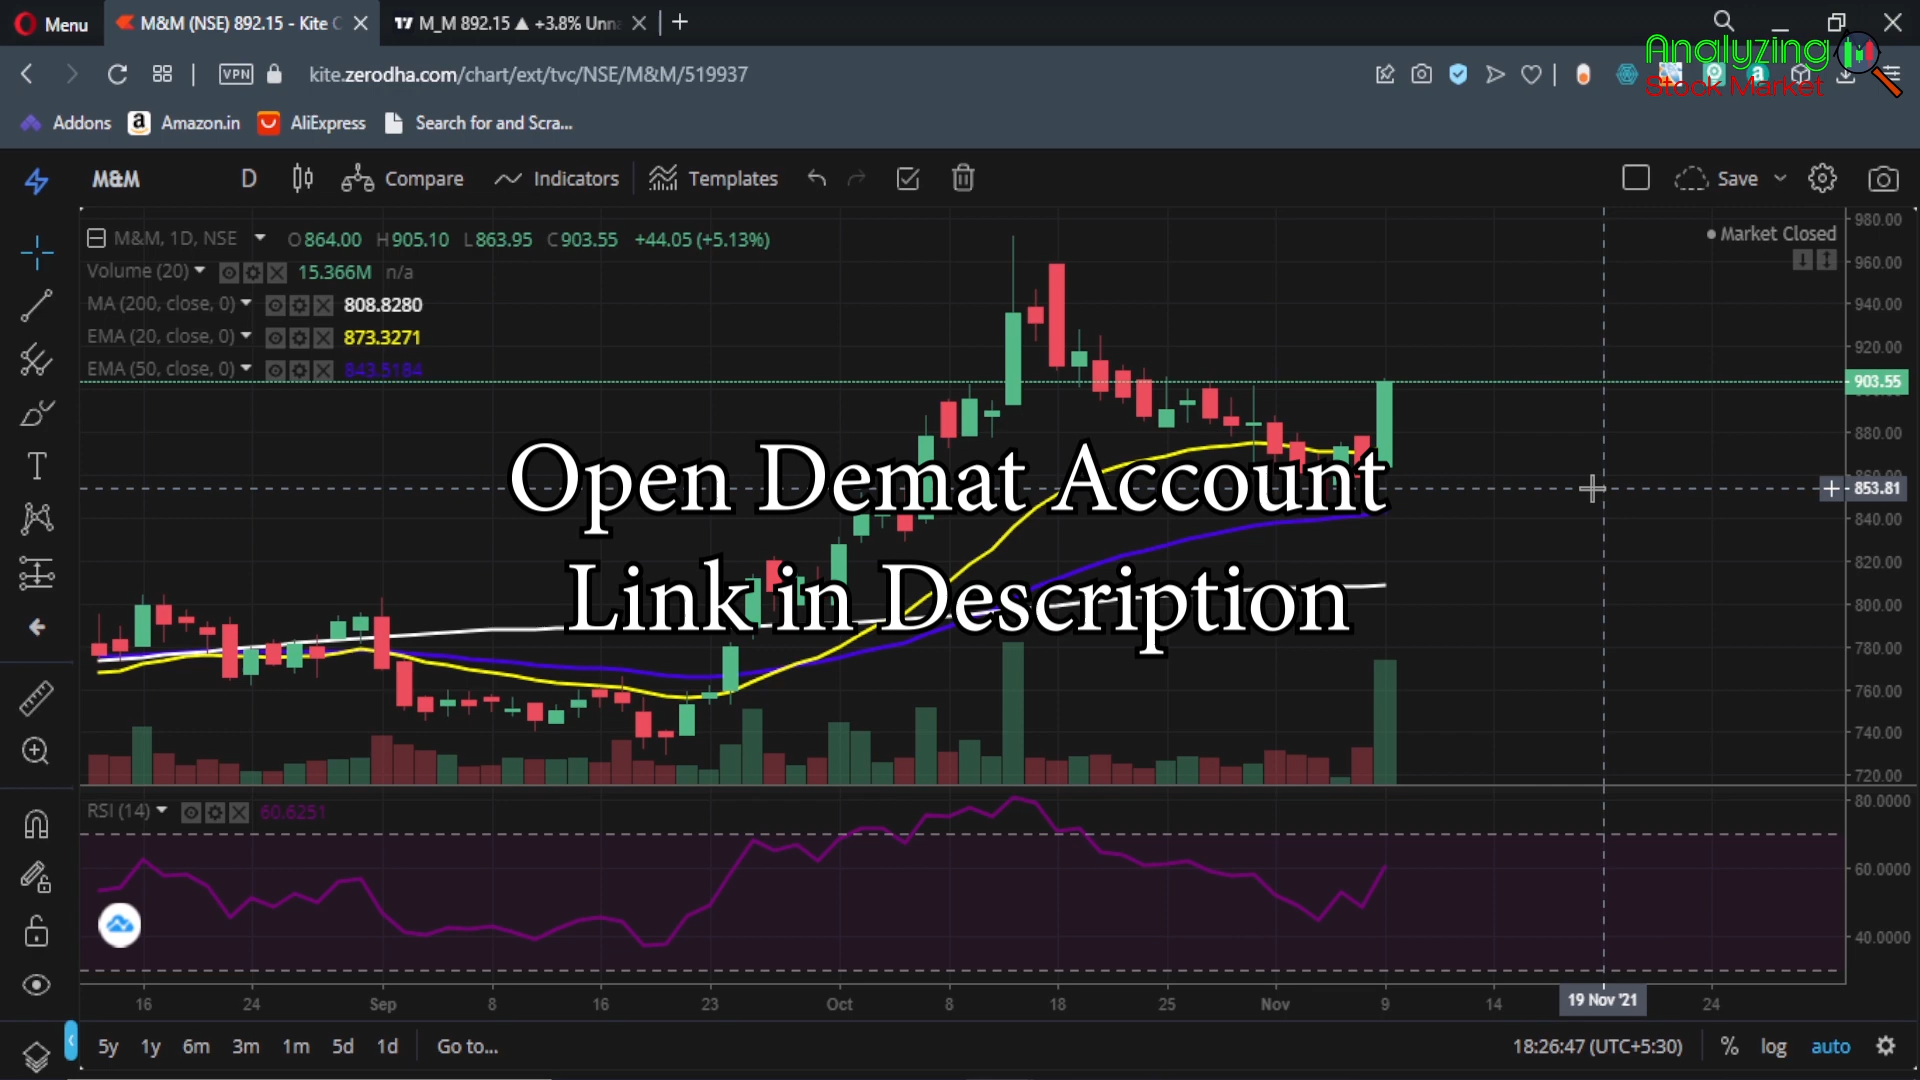 Menu
M&M (NSE) 892.15 - Kite C
M_M 892.15 ▲ +3.8% Unna
Analyzing
Stock Market
VPN
kite.zerodha.com/chart/ext/tvc/NSE/M&M/519937
Addons
Amazon.in
AliExpress
Search for and Scra...
M&M
D
Compare
Indicators
Templates
Save
M&M, 1D, NSE
O864.00 H905.10 L863.95 C903.55 +44.05 (+5.13%)
Market Closed
Volume (20) 15.366M n/a
MA (200, close, 0) 808.8280
EMA (20, close, 0) 873.3271
EMA (50, close, 0) 843.5184
980.00
960.00
940.00
920.00
903.55
880.00
853.81
840.00
820.00
800.00
780.00
760.00
740.00
720.00
Open Demat Account
Link in Description
RSI (14) 60.6251
80.0000
60.0000
40.0000
16 24 Sep 8 16 23 Oct 8 18 25 Nov 9 14 19 Nov '21 24
5y 1y 6m 3m 1m 5d 1d Go to...
18:26:47 (UTC+5:30) % log auto